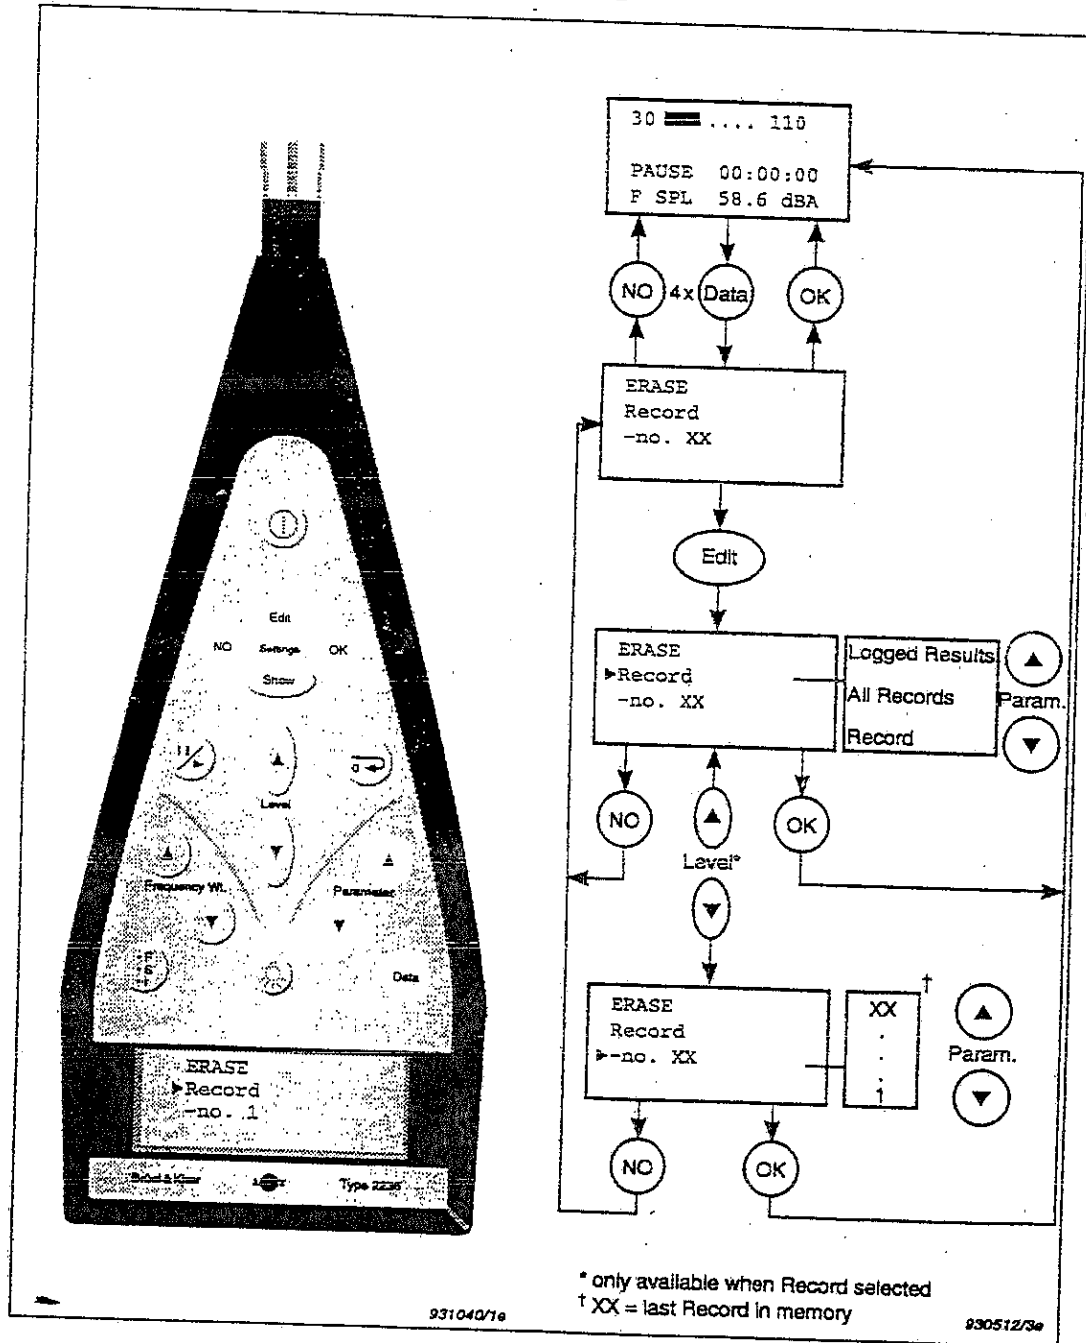 Edit
NO Settings OK
Show
Level
Frequency Wt.
Parameter
F
S
I
Data
ERASE
Record
-no. 1
Brüel & Kjær
Type 2236
30 .... 110
PAUSE 00:00:00
F SPL 58.6 dBA
NO 4x Data OK
ERASE
Record
-no. XX
Edit
ERASE
Record
-no. XX
Logged Results
All Records
Record
Param.
NO
OK
Level*
ERASE
Record
-no. XX
†
XX
.
.
.
1
Param.
NO
OK
* only available when Record selected
† XX = last Record in memory
931040/1e
930512/3e